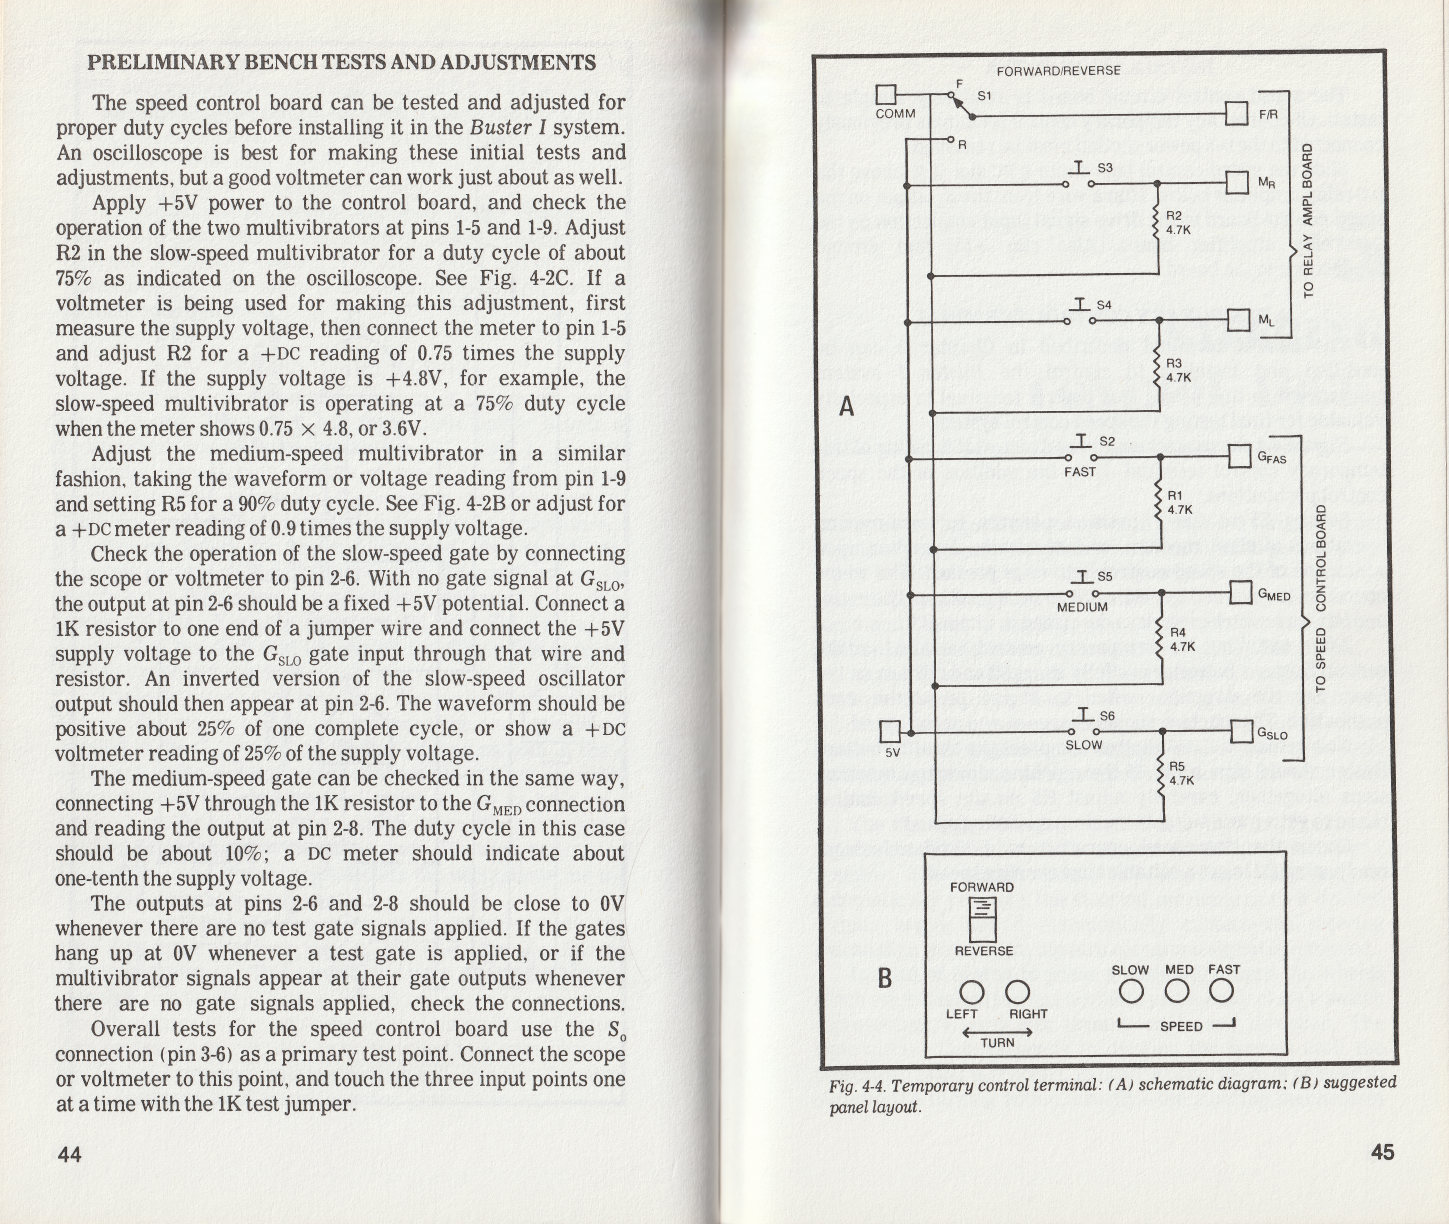 PRELIMINARY BENCH TESTS AND ADJUSTMENTS
The speed control board can be tested and adjusted for
proper duty cycles before installing it in the Buster I system.
An oscilloscope is best for making these initial tests and
adjustments, but a good voltmeter can work just about as well.
Apply +5V power to the control board, and check the
operation of the two multivibrators at pins 1-5 and 1-9. Adjust
R2 in the slow-speed multivibrator for a duty cycle of about
75% as indicated on the oscilloscope. See Fig. 4-2C. If a
voltmeter is being used for making this adjustment, first
measure the supply voltage, then connect the meter to pin 1-5
and adjust R2 for a +DC reading of 0.75 times the supply
voltage. If the supply voltage is +4.8V, for example, the
slow-speed multivibrator is operating at a 75% duty cycle
when the meter shows 0.75 × 4.8, or 3.6V.
Adjust the medium-speed multivibrator in a similar
fashion, taking the waveform or voltage reading from pin 1-9
and setting R5 for a 90% duty cycle. See Fig. 4-2B or adjust for
a +DC meter reading of 0.9 times the supply voltage.
Check the operation of the slow-speed gate by connecting
the scope or voltmeter to pin 2-6. With no gate signal at GSLO,
the output at pin 2-6 should be a fixed +5V potential. Connect a
1K resistor to one end of a jumper wire and connect the +5V
supply voltage to the GSLO gate input through that wire and
resistor. An inverted version of the slow-speed oscillator
output should then appear at pin 2-6. The waveform should be
positive about 25% of one complete cycle, or show a +DC
voltmeter reading of 25% of the supply voltage.
The medium-speed gate can be checked in the same way,
connecting +5V through the 1K resistor to the GMED connection
and reading the output at pin 2-8. The duty cycle in this case
should be about 10%; a DC meter should indicate about
one-tenth the supply voltage.
The outputs at pins 2-6 and 2-8 should be close to 0V
whenever there are no test gate signals applied. If the gates
hang up at 0V whenever a test gate is applied, or if the
multivibrator signals appear at their gate outputs whenever
there are no gate signals applied, check the connections.
Overall tests for the speed control board use the So
connection (pin 3-6) as a primary test point. Connect the scope
or voltmeter to this point, and touch the three input points one
at a time with the 1K test jumper.
44
FORWARD/REVERSE
F
S1
COMM
F/R
R
S3
MR
R2
4.7K
TO RELAY AMPL BOARD
S4
ML
R3
4.7K
A
S2
FAST
GFAS
R1
4.7K
S5
MEDIUM
GMED
R4
4.7K
TO SPEED CONTROL BOARD
5V
S6
SLOW
GSLO
R5
4.7K
FORWARD
REVERSE
B
SLOW MED FAST
LEFT RIGHT
SPEED
TURN
Fig. 4-4. Temporary control terminal: (A) schematic diagram; (B) suggested
panel layout.
45